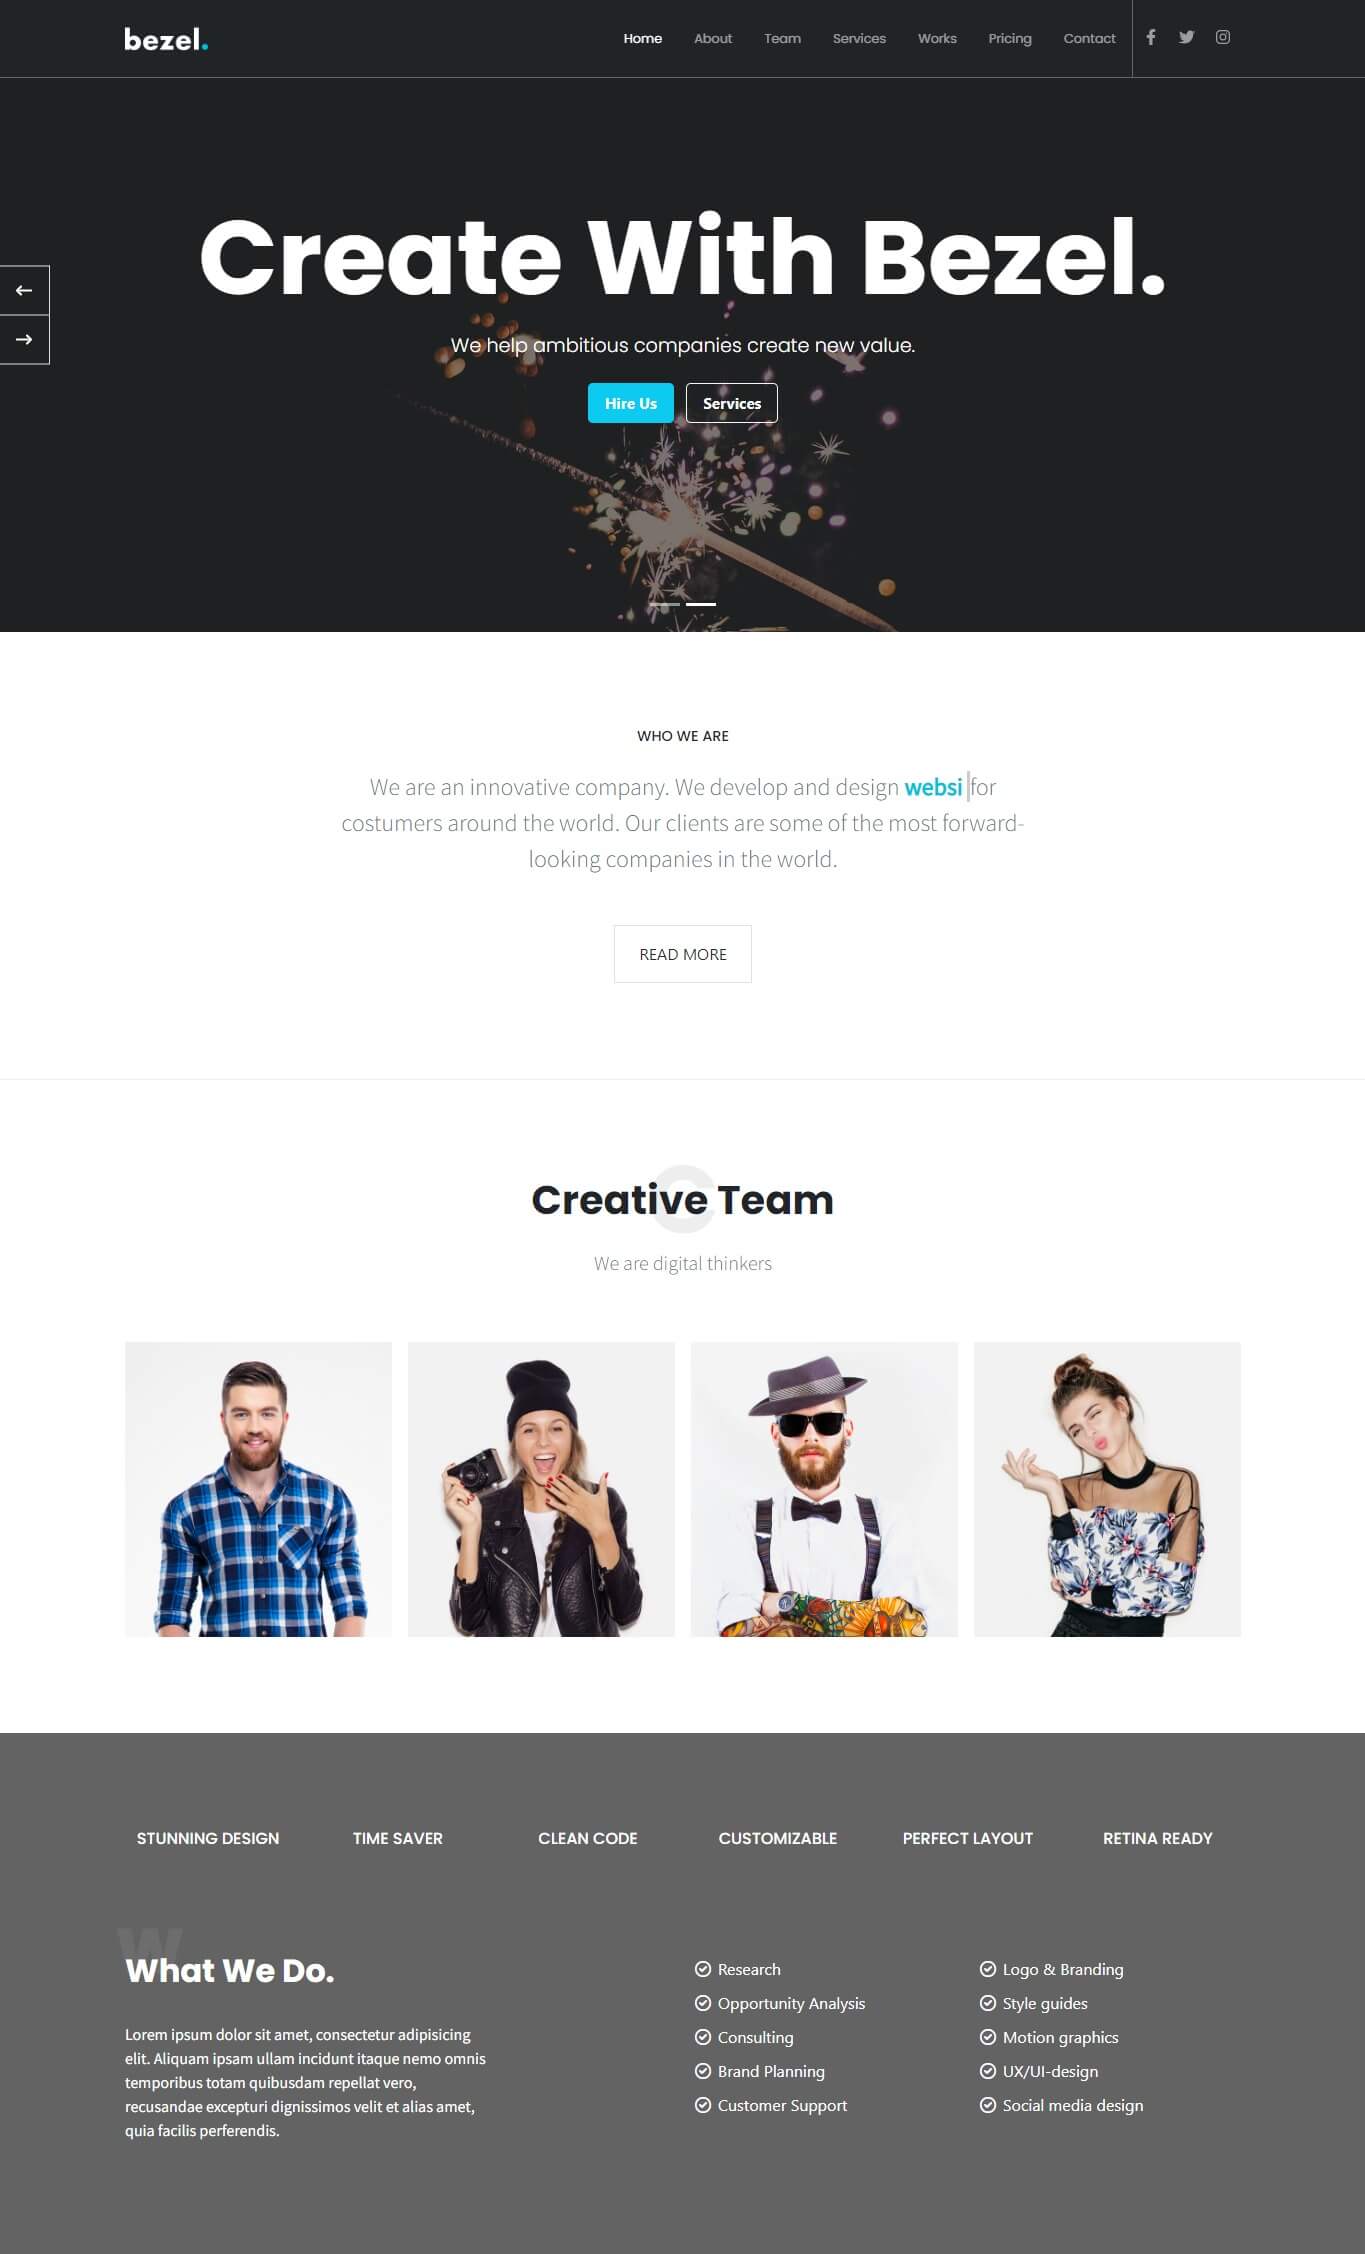 bezel.
Home About Team Services Works Pricing Contact
Create With Bezel.
We help ambitious companies create new value.
Hire Us Services
WHO WE ARE
We are an innovative company. We develop and design websi for
costumers around the world. Our clients are some of the most forward-
looking companies in the world.
READ MORE
C
Creative Team
We are digital thinkers
STUNNING DESIGN TIME SAVER CLEAN CODE CUSTOMIZABLE PERFECT LAYOUT RETINA READY
W
What We Do.
Lorem ipsum dolor sit amet, consectetur adipisicing
elit. Aliquam ipsam ullam incidunt itaque nemo omnis
temporibus totam quibusdam repellat vero,
recusandae excepturi dignissimos velit et alias amet,
quia facilis perferendis.
Research
Opportunity Analysis
Consulting
Brand Planning
Customer Support
Logo & Branding
Style guides
Motion graphics
UX/UI-design
Social media design